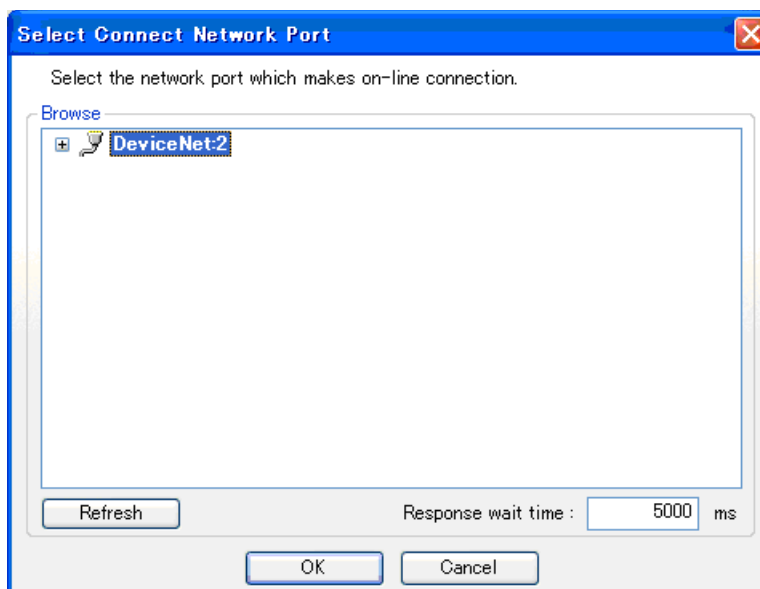 Select Connect Network Port
Select the network port which makes on-line connection.
Browse
DeviceNet:2
Refresh
Response wait time :
5000
ms
OK
Cancel